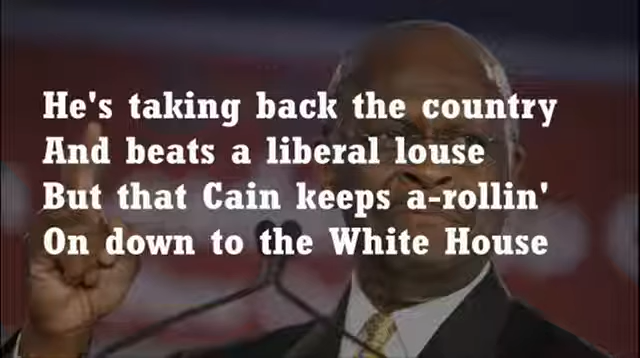 He's taking back the country
And beats a liberal louse
But that Cain keeps a-rollin'
On down to the White House